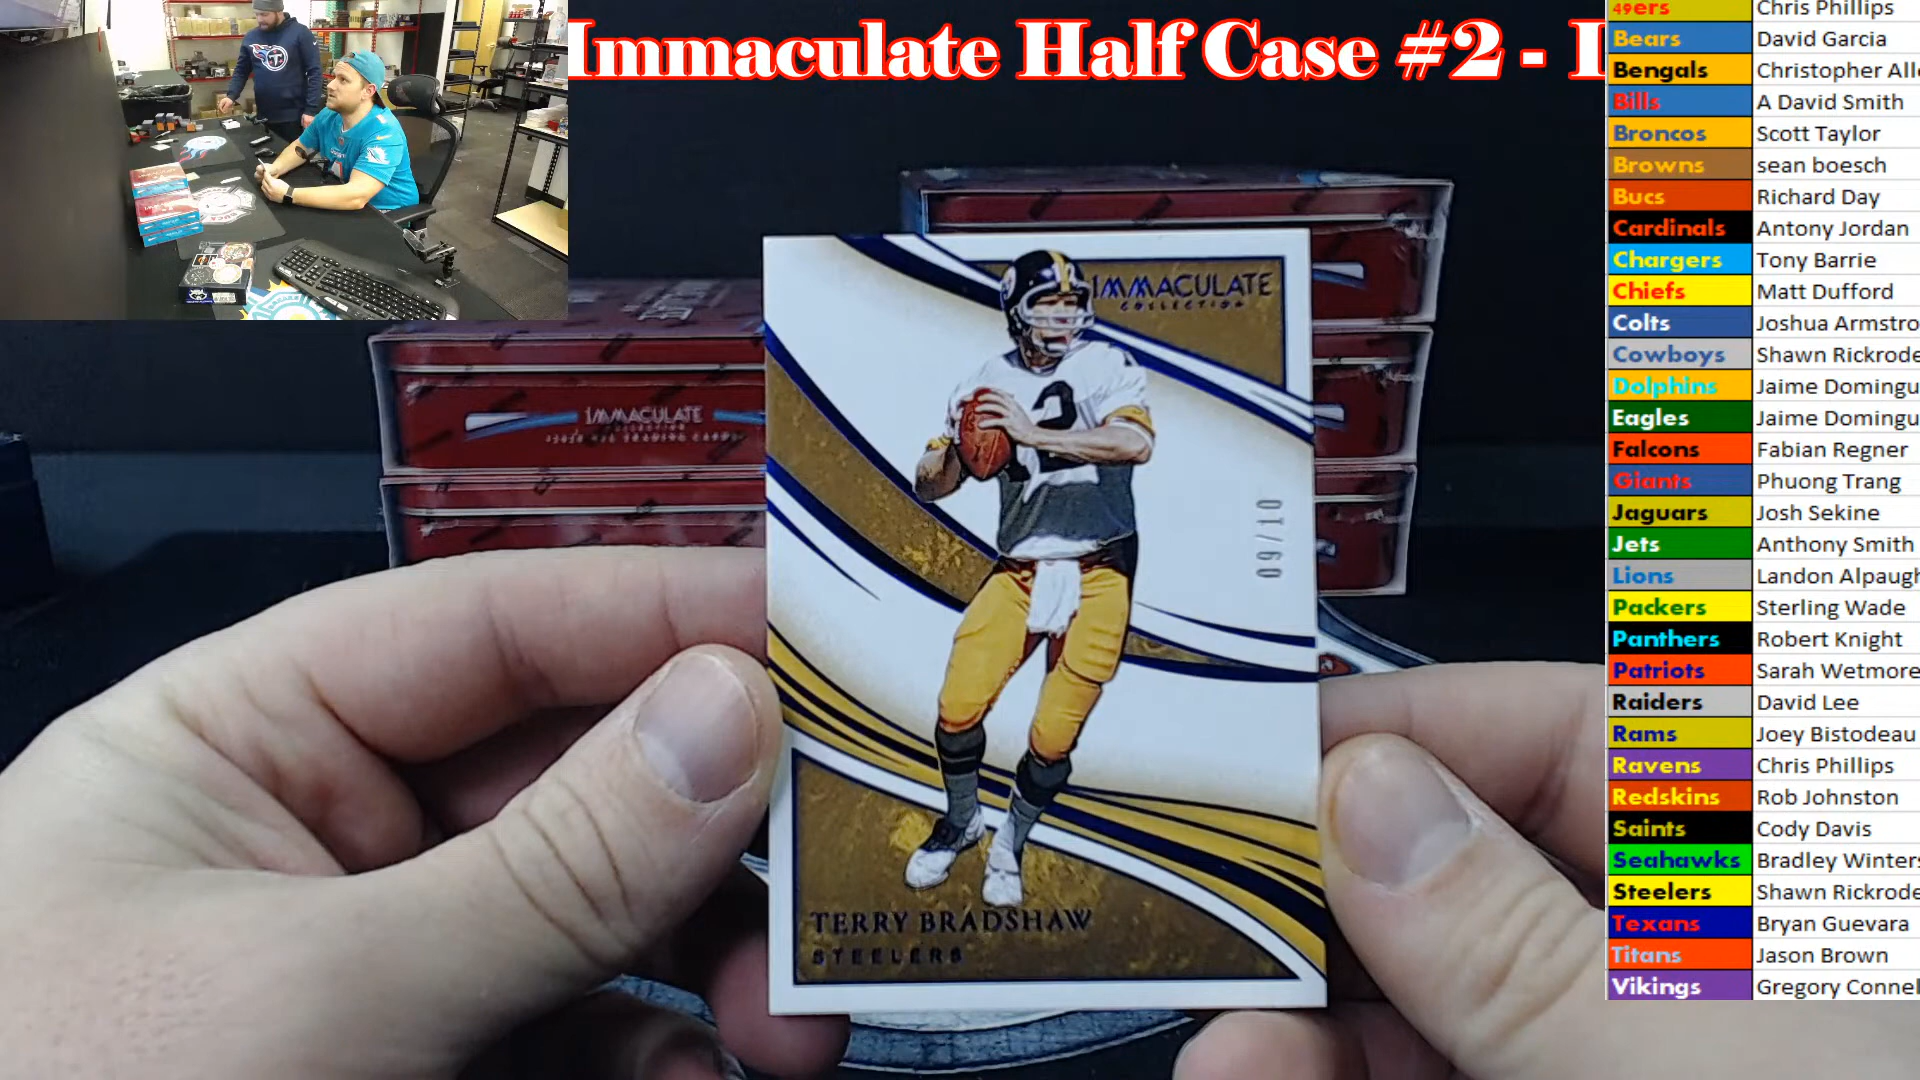 Immaculate Half Case #2 -
49ers Chris Phillips
Bears David Garcia
Bengals Christopher Alle
Bills A David Smith
Broncos Scott Taylor
Browns sean boesch
Bucs Richard Day
Cardinals Antony Jordan
Chargers Tony Barrie
Chiefs Matt Dufford
Colts Joshua Armstro
Cowboys Shawn Rickrode
Dolphins Jaime Domingu
Eagles Jaime Domingu
Falcons Fabian Regner
Giants Phuong Trang
Jaguars Josh Sekine
Jets Anthony Smith
Lions Landon Alpaugh
Packers Sterling Wade
Panthers Robert Knight
Patriots Sarah Wetmore
Raiders David Lee
Rams Joey Bistodeau
Ravens Chris Phillips
Redskins Rob Johnston
Saints Cody Davis
Seahawks Bradley Winters
Steelers Shawn Rickrode
Texans Bryan Guevara
Titans Jason Brown
Vikings Gregory Connel
IMMACULATE
COLLECTION
2
09/10
TERRY BRADSHAW
STEELERS
IMMACULATE
COLLECTION